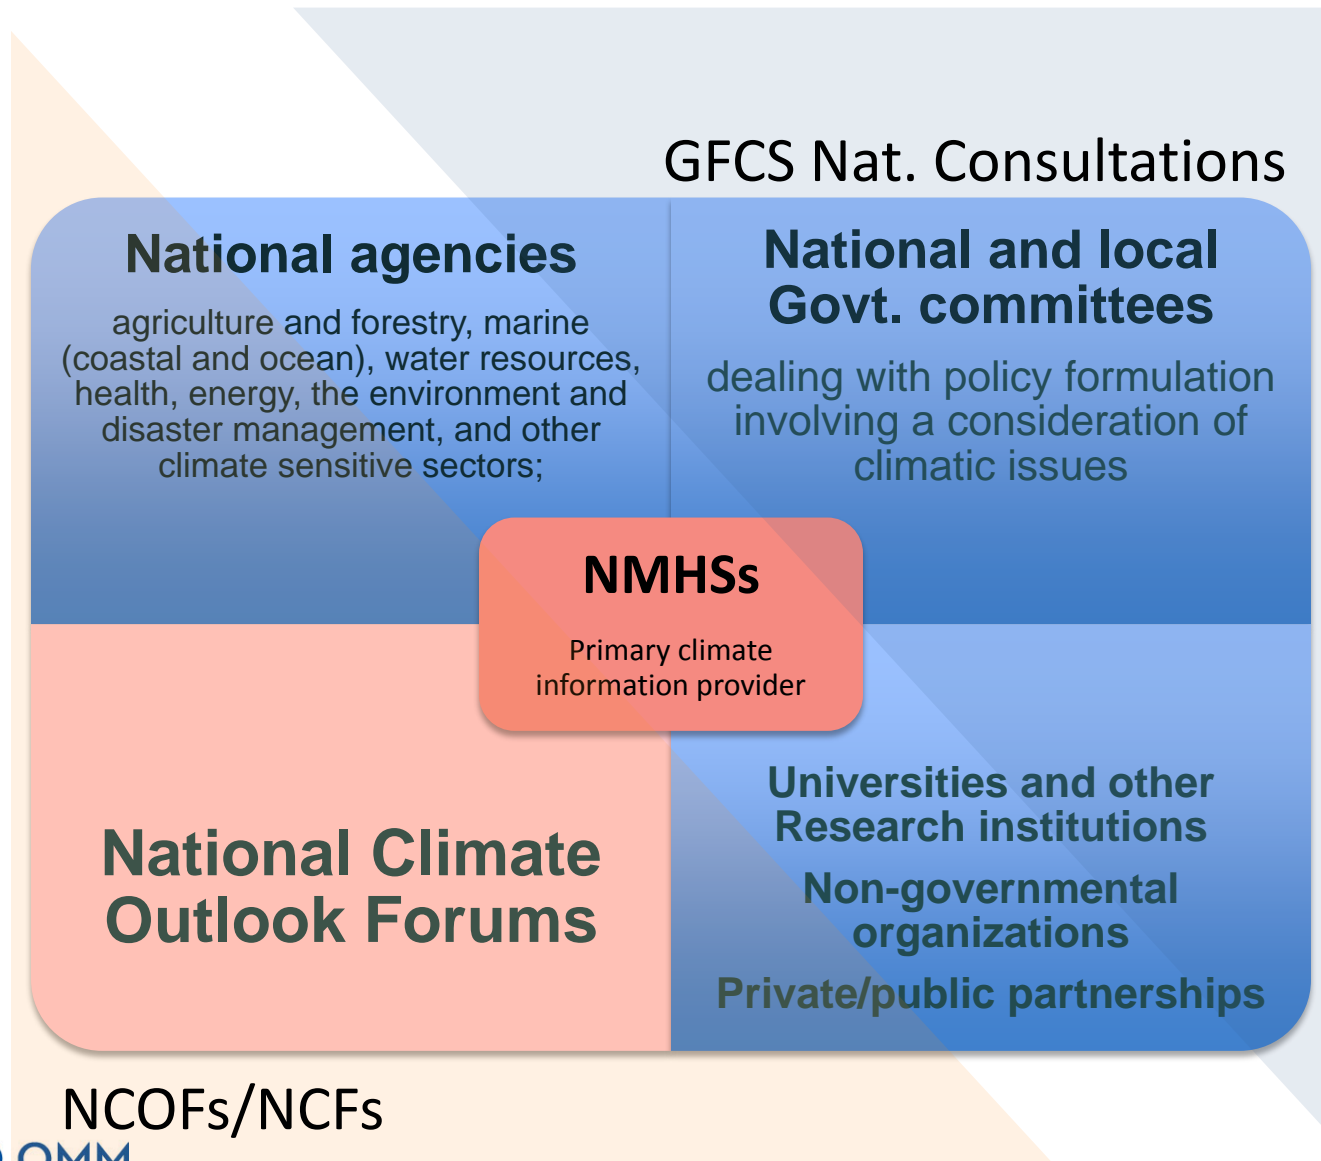 GFCS Nat. Consultations
National agencies
agriculture and forestry, marine
(coastal and ocean), water resources,
health, energy, the environment and
disaster management, and other
climate sensitive sectors;
National and local
Govt. committees
dealing with policy formulation
involving a consideration of
climatic issues
NMHSs
Primary climate
information provider
National Climate
Outlook Forums
Universities and other
Research institutions
Non-governmental
organizations
Private/public partnerships
NCOFs/NCFs
OMM